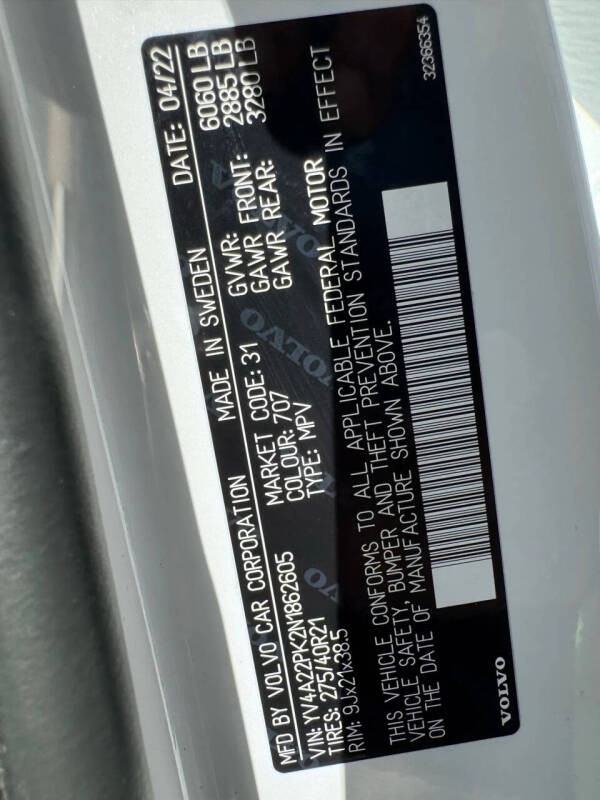 MFD BY VOLVO CAR CORPORATION MADE IN SWEDEN DATE: 04/22
VIN: YV4A22PK2N1862605 MARKET CODE: 31 GVWR: 6060 LB
TIRES: 275/40R21 COLOUR: 707 GAWR FRONT: 2885 LB
RIM: 9Jx21x38.5 TYPE: MPV GAWR REAR: 3280 LB
THIS VEHICLE CONFORMS TO ALL APPLICABLE FEDERAL MOTOR
VEHICLE SAFETY, BUMPER AND THEFT PREVENTION STANDARDS IN EFFECT
ON THE DATE OF MANUFACTURE SHOWN ABOVE.
VOLVO 32366354